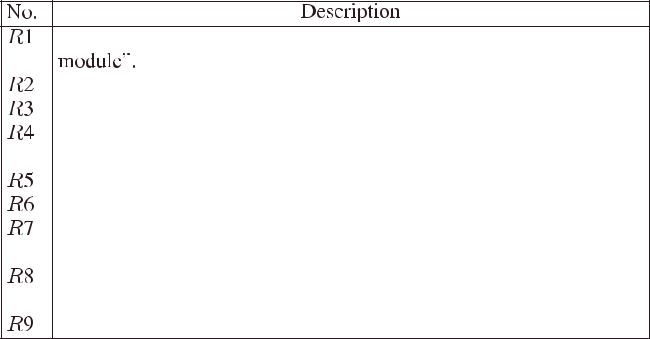 No. Description
R1
module".
R2
R3
R4
R5
R6
R7
R8
R9